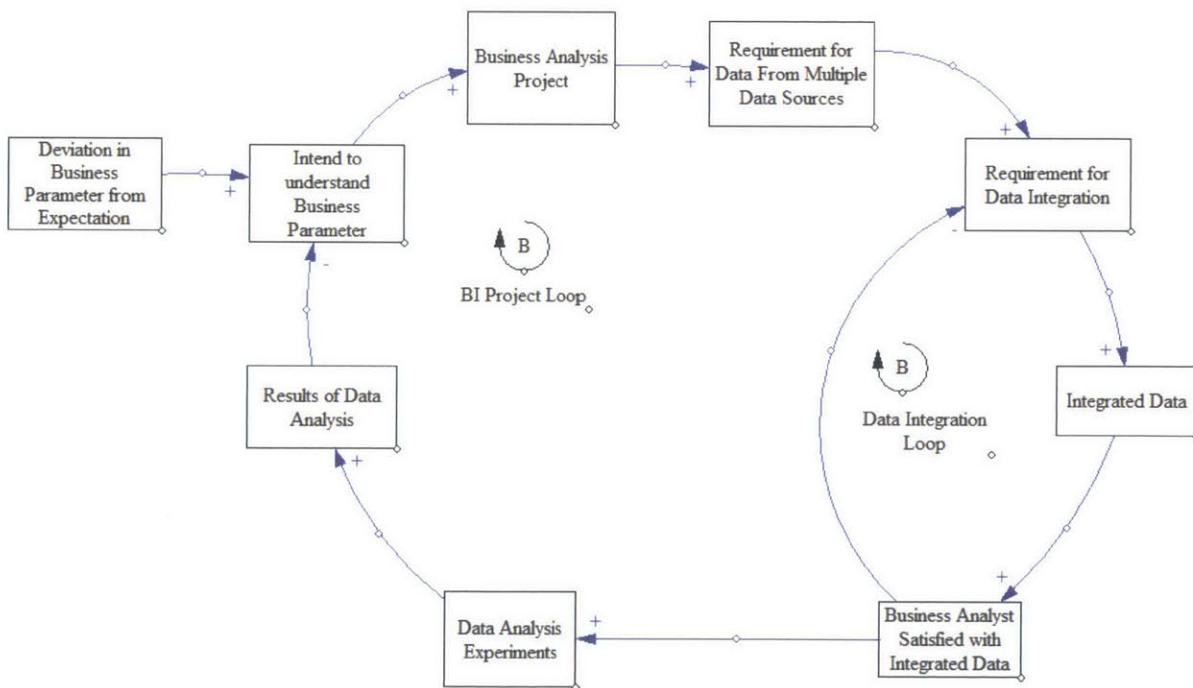 Business Analysis
Project
+
Requirement for
Data From Multiple
Data Sources
+
Deviation in
Business
Parameter from
Expectation
+
Intend to
understand
Business
Parameter
+
Requirement for
Data Integration
-
-
B
BI Project Loop
B
Data Integration
Loop
+
Integrated Data
Results of Data
Analysis
+
+
Data Analysis
Experiments
+
Business Analyst
Satisfied with
Integrated Data